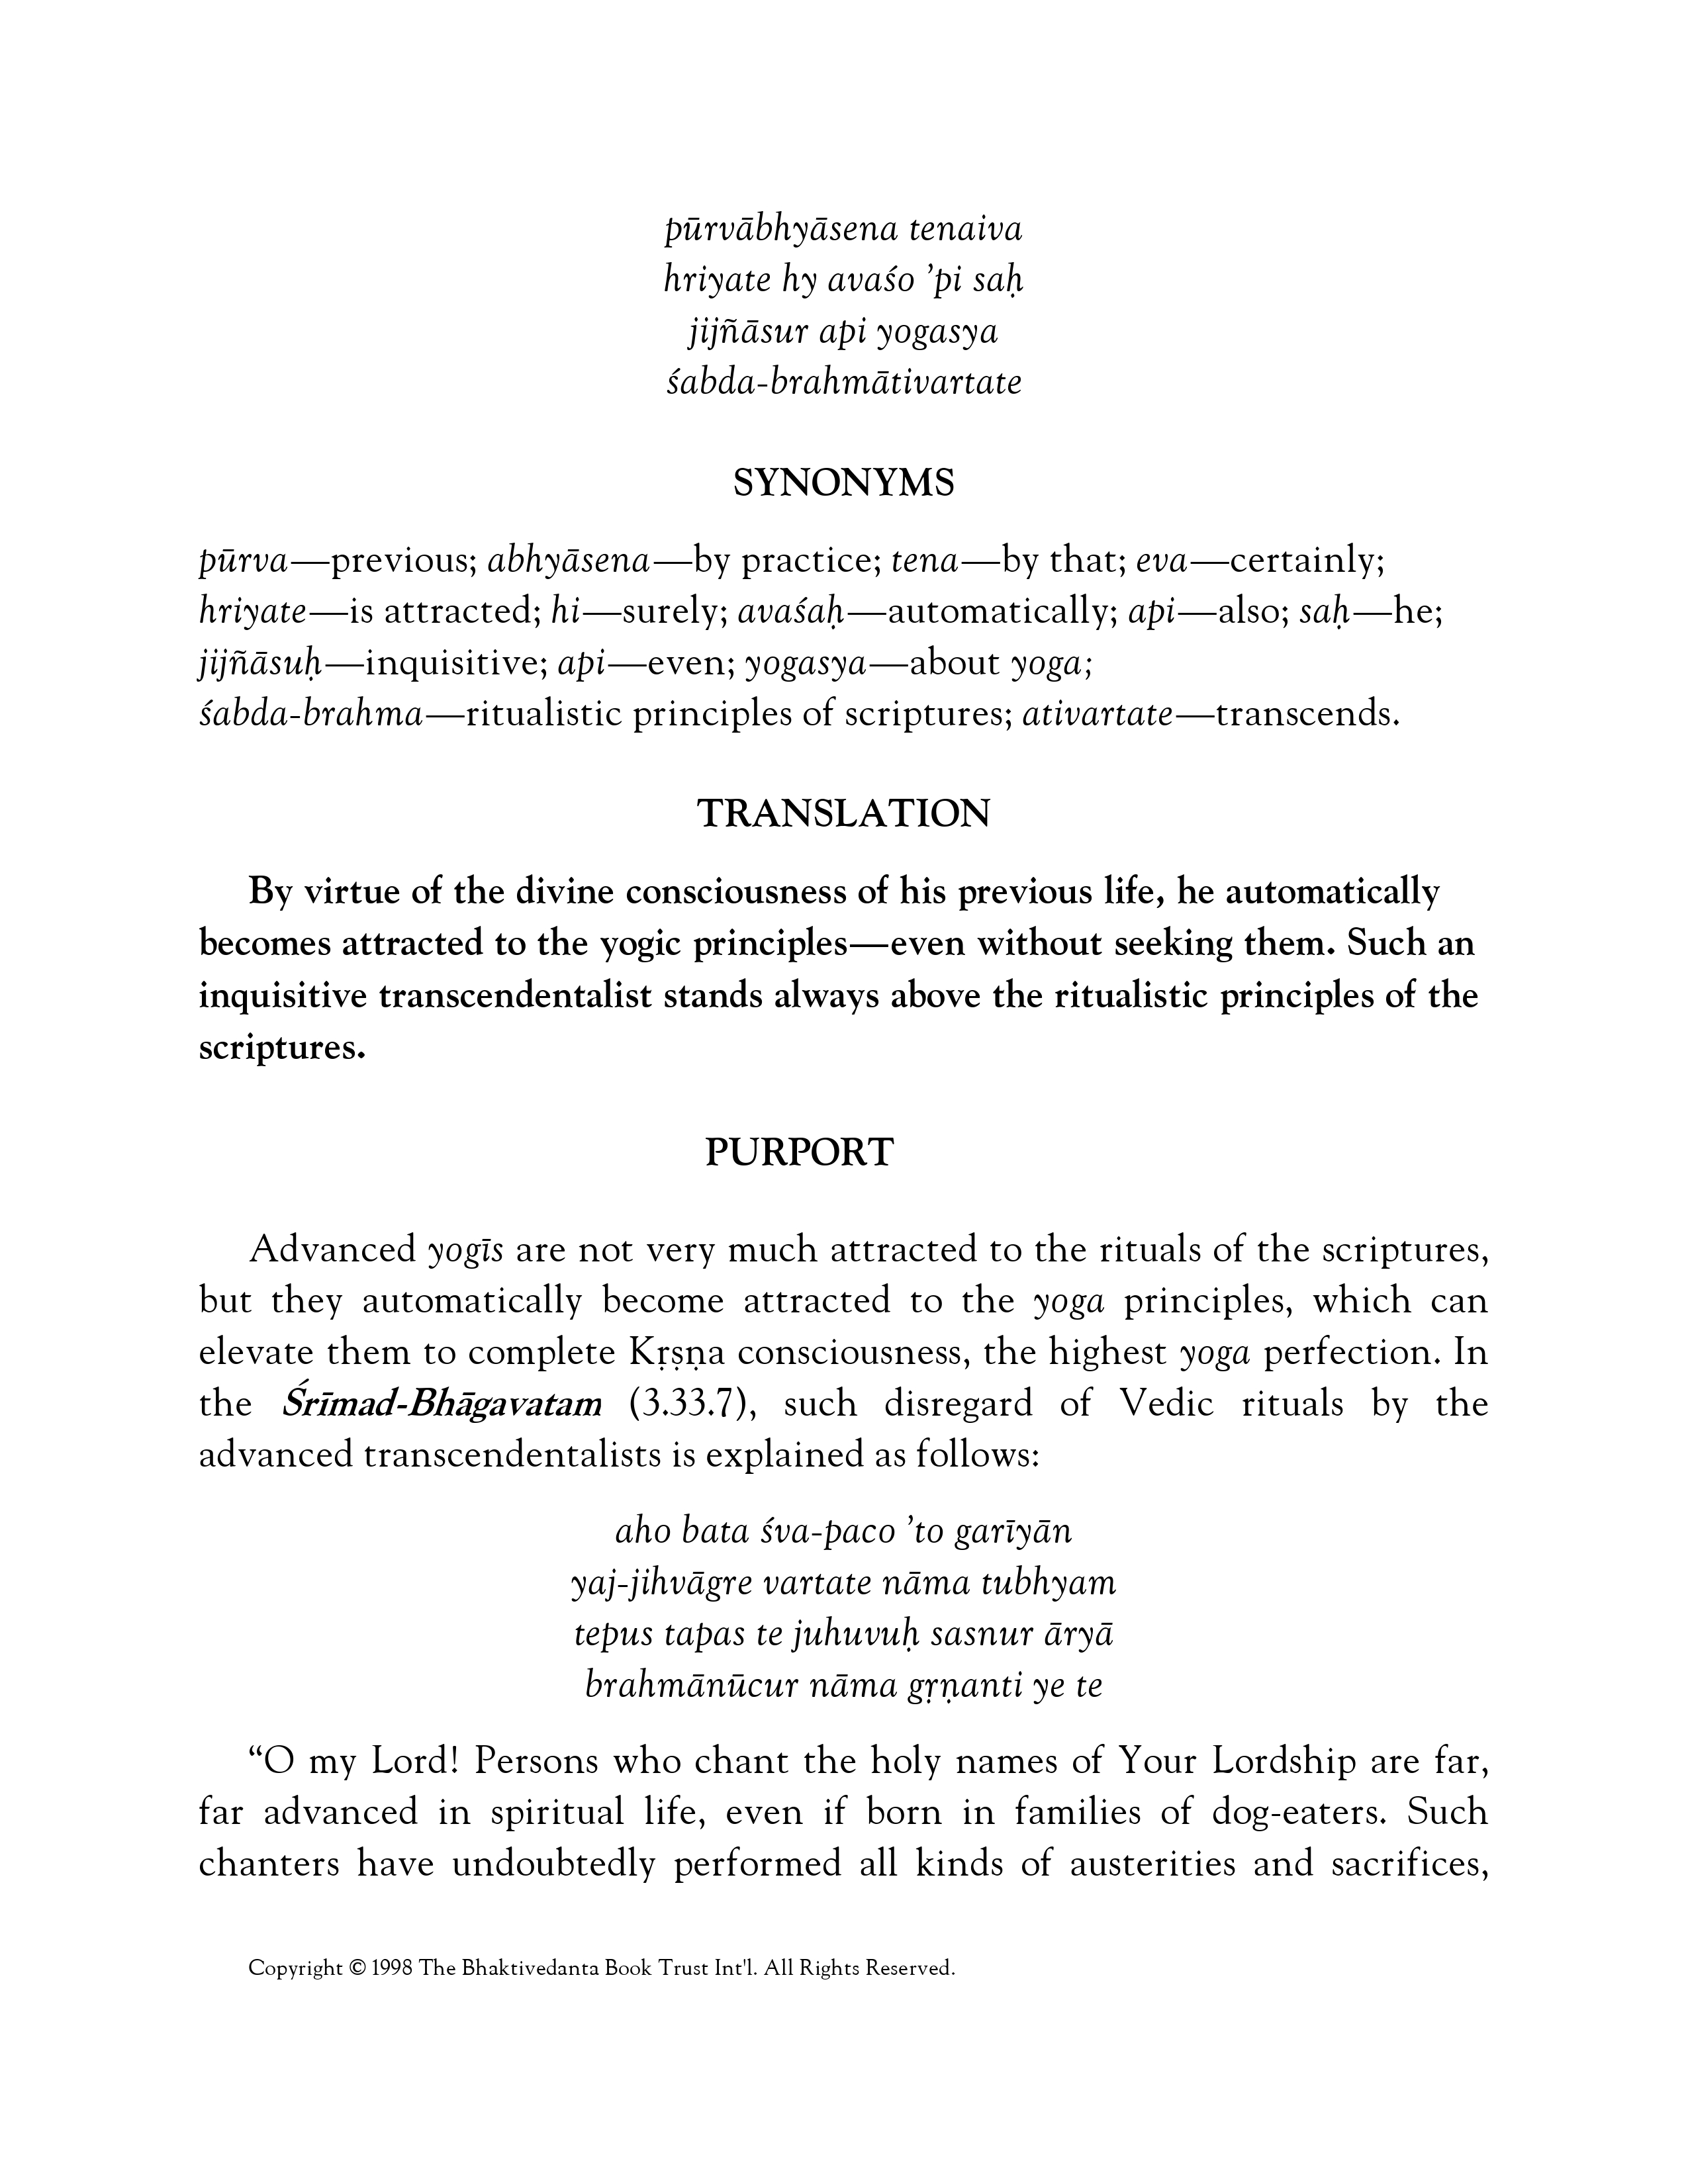 pūrvābhyāsena tenaiva
hriyate hy avaśo ’pi saḥ
jijñāsur api yogasya
śabda-brahmātivartate
SYNONYMS
pūrva—previous; abhyāsena—by practice; tena—by that; eva—certainly;
hriyate—is attracted; hi—surely; avaśaḥ—automatically; api—also; saḥ—he;
jijñāsuḥ—inquisitive; api—even; yogasya—about yoga;
śabda-brahma—ritualistic principles of scriptures; ativartate—transcends.
TRANSLATION
By virtue of the divine consciousness of his previous life, he automatically
becomes attracted to the yogic principles—even without seeking them. Such an
inquisitive transcendentalist stands always above the ritualistic principles of the
scriptures.
PURPORT
Advanced yogīs are not very much attracted to the rituals of the scriptures,
but they automatically become attracted to the yoga principles, which can
elevate them to complete Kṛṣṇa consciousness, the highest yoga perfection. In
the Śrīmad-Bhāgavatam (3.33.7), such disregard of Vedic rituals by the
advanced transcendentalists is explained as follows:
aho bata śva-paco ’to garīyān
yaj-jihvāgre vartate nāma tubhyam
tepus tapas te juhuvuḥ sasnur āryā
brahmānūcur nāma gṛṇanti ye te
“O my Lord! Persons who chant the holy names of Your Lordship are far,
far advanced in spiritual life, even if born in families of dog-eaters. Such
chanters have undoubtedly performed all kinds of austerities and sacrifices,
Copyright © 1998 The Bhaktivedanta Book Trust Int'l. All Rights Reserved.